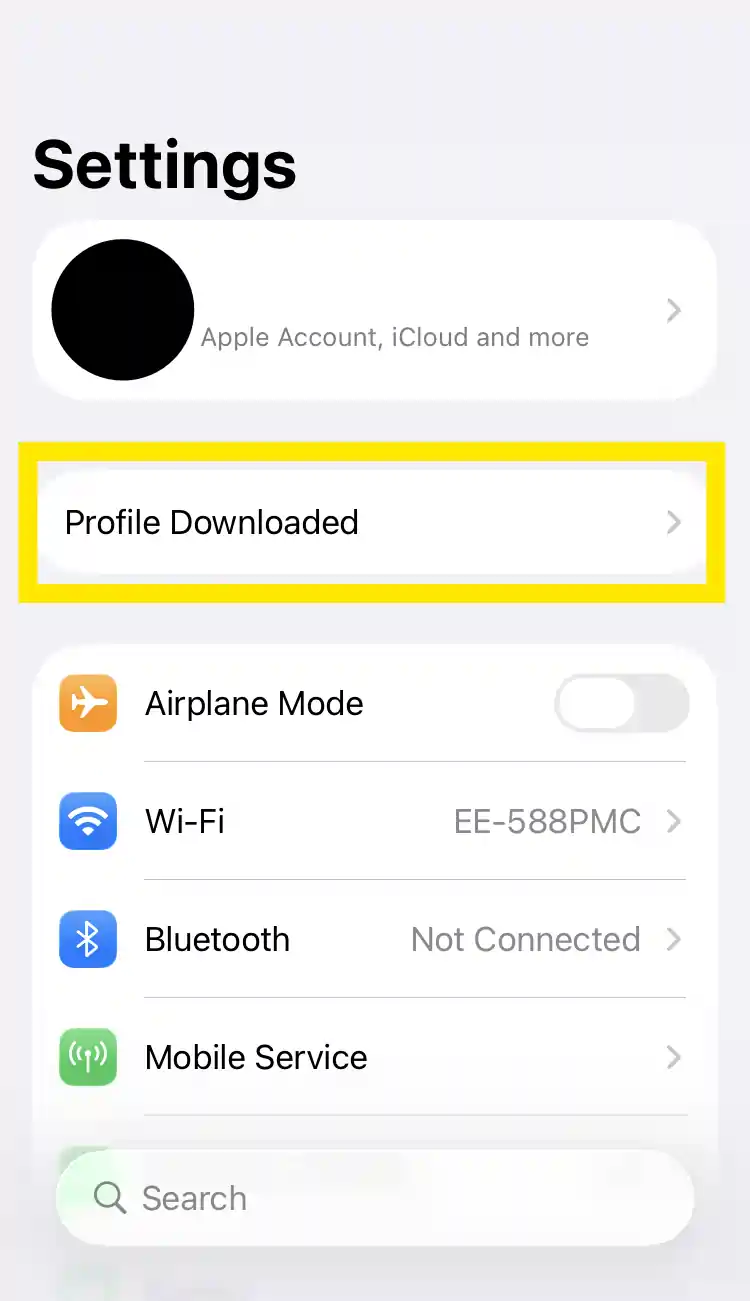 Settings
Apple Account, iCloud and more
Profile Downloaded
Airplane Mode
Wi-Fi EE-588PMC
Bluetooth Not Connected
Mobile Service
Search